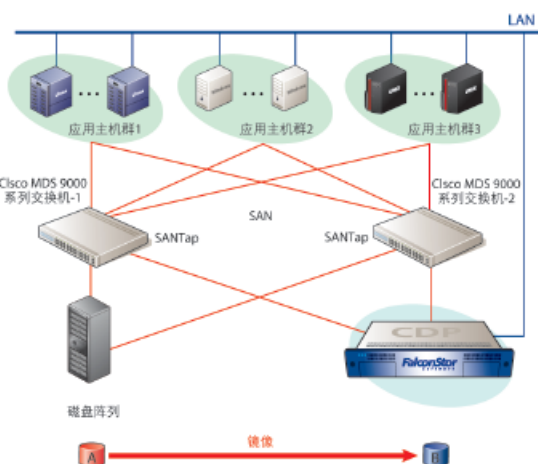 LAN
应用主机群1
应用主机群2
应用主机群3
CIsco MDS 9000
系列交换机-1
CIsco MDS 9000
系列交换机-2
SAN
SANTap
SANTap
CDP
FalconStor
磁盘阵列
镜像
A
B